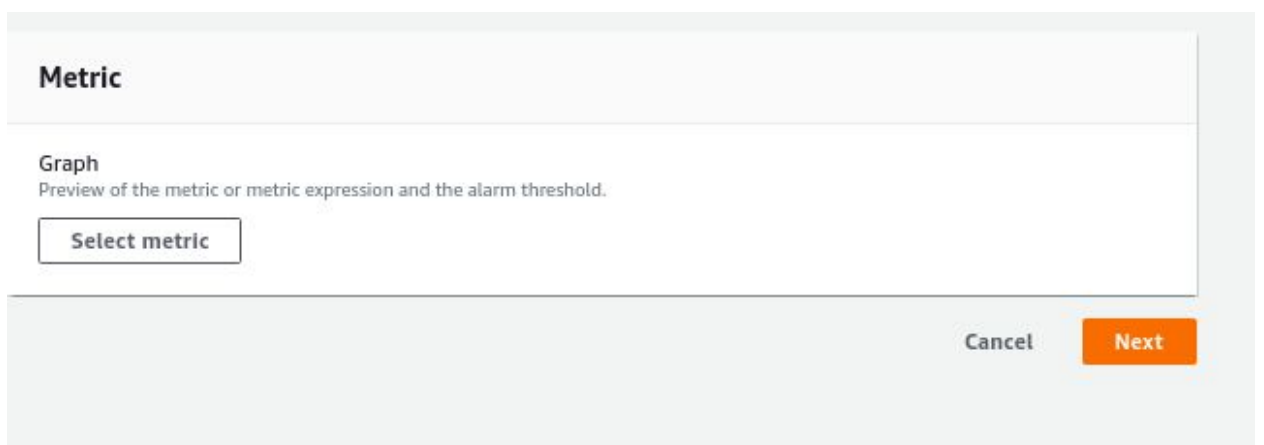 Metric
Graph
Preview of the metric or metric expression and the alarm threshold.
Select metric
Cancel
Next